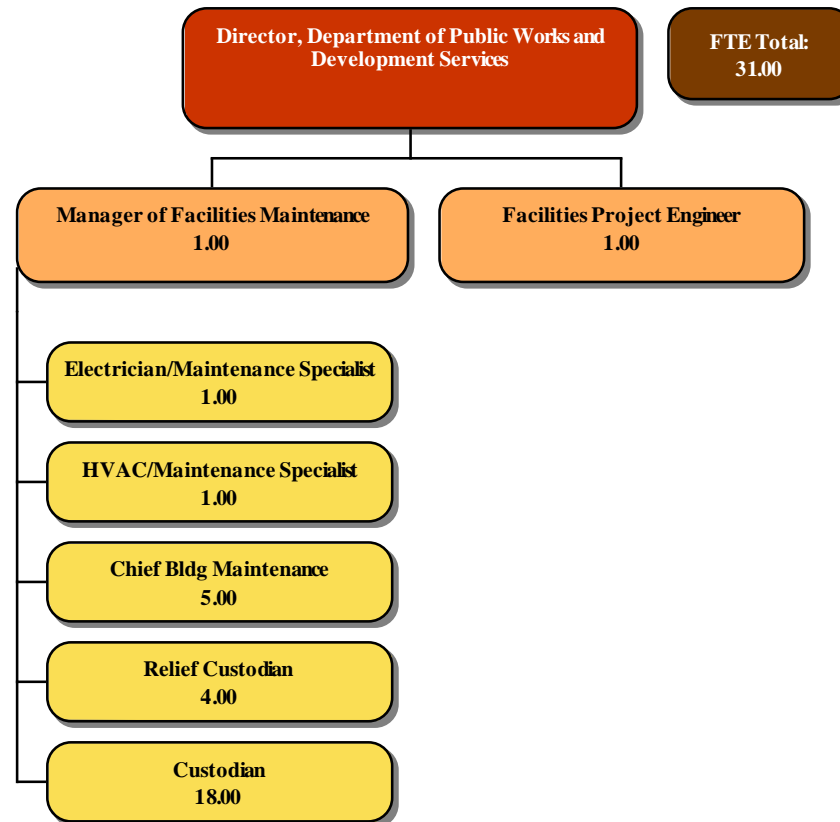 Director, Department of Public Works and
Development Services
FTE Total:
31.00
Manager of Facilities Maintenance
1.00
Facilities Project Engineer
1.00
Electrician/Maintenance Specialist
1.00
HVAC/Maintenance Specialist
1.00
Chief Bldg Maintenance
5.00
Relief Custodian
4.00
Custodian
18.00